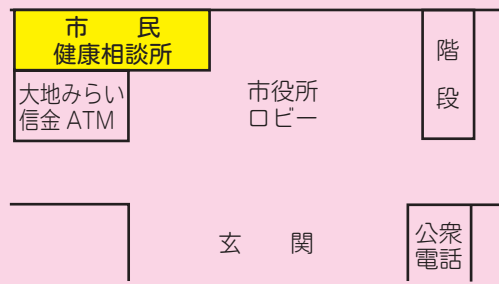 市　民
健康相談所
大地みらい
信金 ATM
市役所
ロビー
階
段
玄　関
公衆
電話